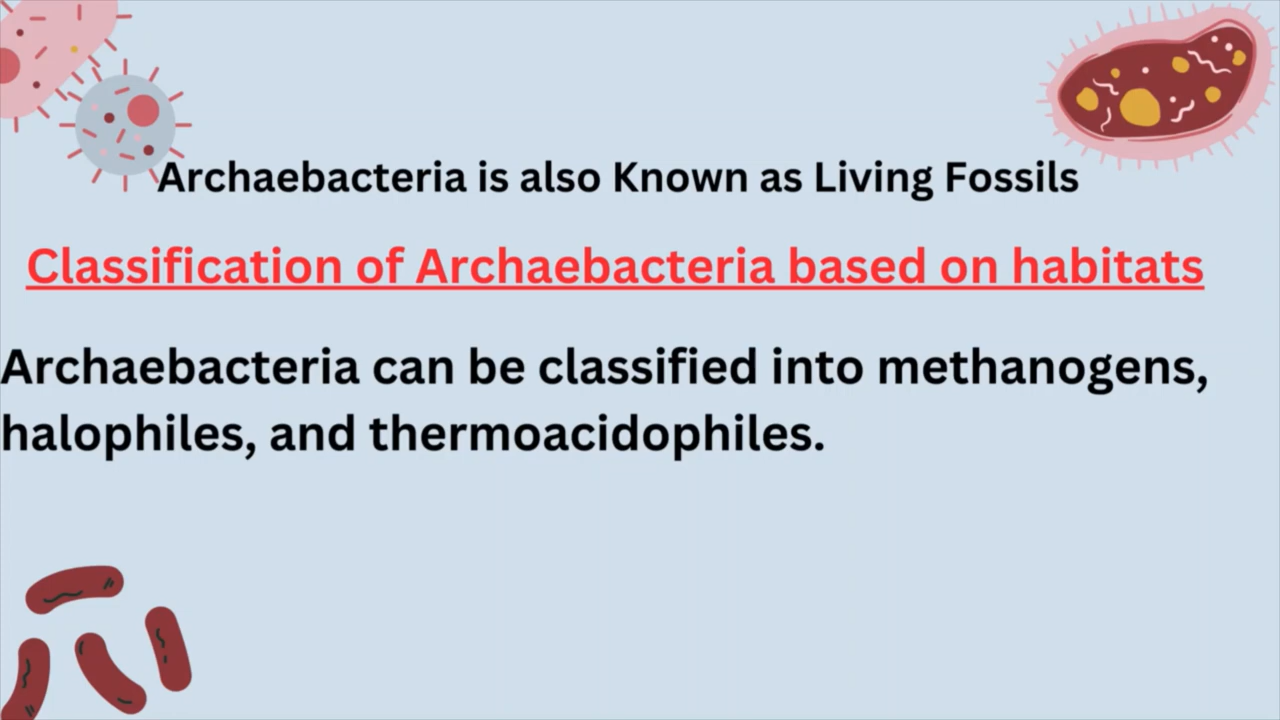 Archaebacteria is also Known as Living Fossils
Classification of Archaebacteria based on habitats
Archaebacteria can be classified into methanogens,
halophiles, and thermoacidophiles.